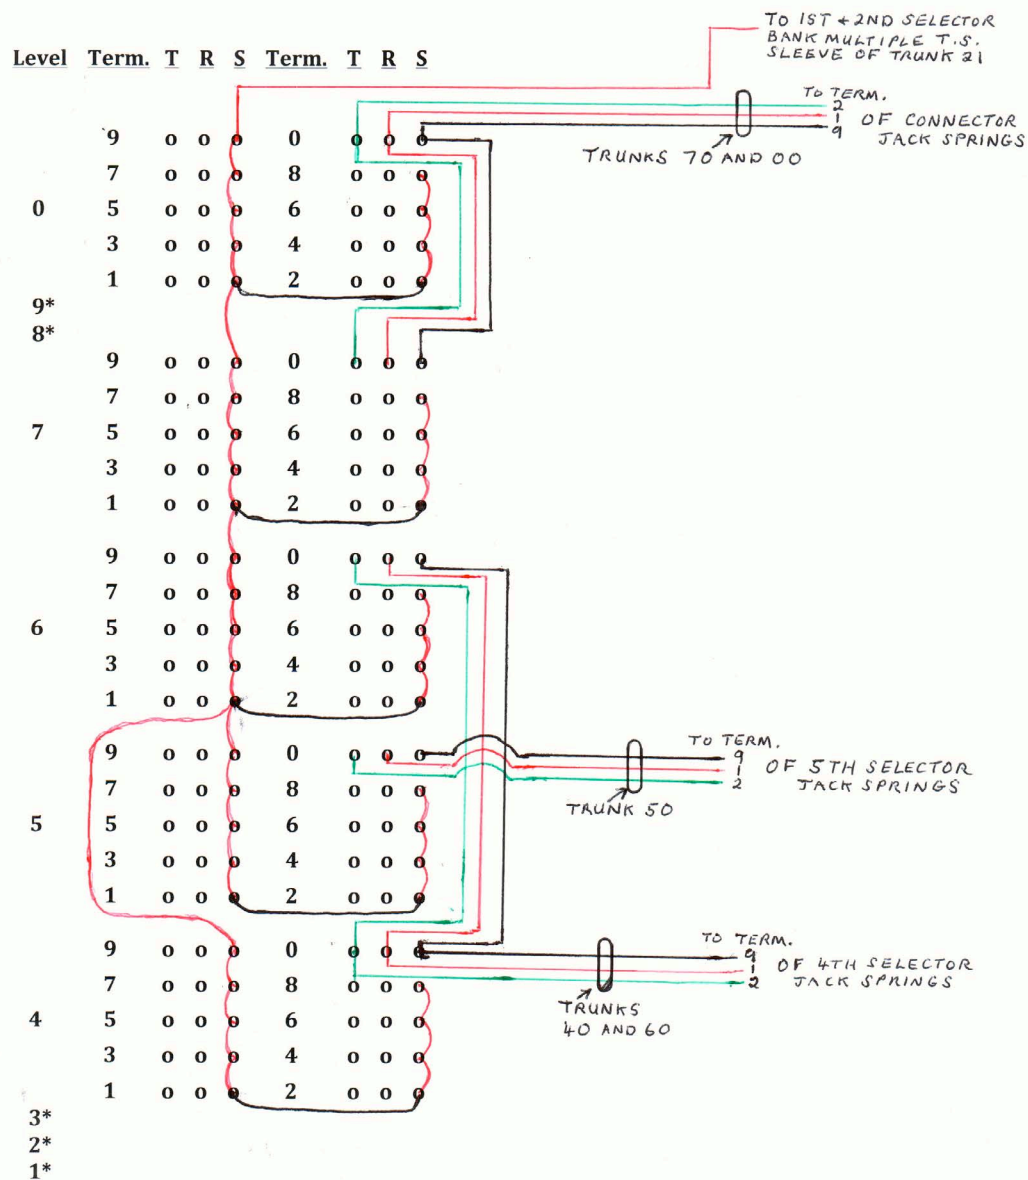 TO 1ST + 2ND SELECTOR
BANK MULTIPLE T.S.
SLEEVE OF TRUNK 21
Level Term. T R S Term. T R S
TO TERM.
2
1
9
OF CONNECTOR
JACK SPRINGS
TRUNKS 70 AND 00
9 o o o 0 o o o
7 o o o 8 o o o
0 5 o o o 6 o o o
3 o o o 4 o o o
1 o o o 2 o o o
9*
8*
9 o o o 0 o o o
7 o o o 8 o o o
7 5 o o o 6 o o o
3 o o o 4 o o o
1 o o o 2 o o o
9 o o o 0 o o o
7 o o o 8 o o o
6 5 o o o 6 o o o
3 o o o 4 o o o
1 o o o 2 o o o
TO TERM.
9
1
2
OF 5TH SELECTOR
JACK SPRINGS
TRUNK 50
9 o o o 0 o o o
7 o o o 8 o o o
5 5 o o o 6 o o o
3 o o o 4 o o o
1 o o o 2 o o o
TO TERM.
9
1
2
OF 4TH SELECTOR
JACK SPRINGS
TRUNKS
40 AND 60
9 o o o 0 o o o
7 o o o 8 o o o
4 5 o o o 6 o o o
3 o o o 4 o o o
1 o o o 2 o o o
3*
2*
1*